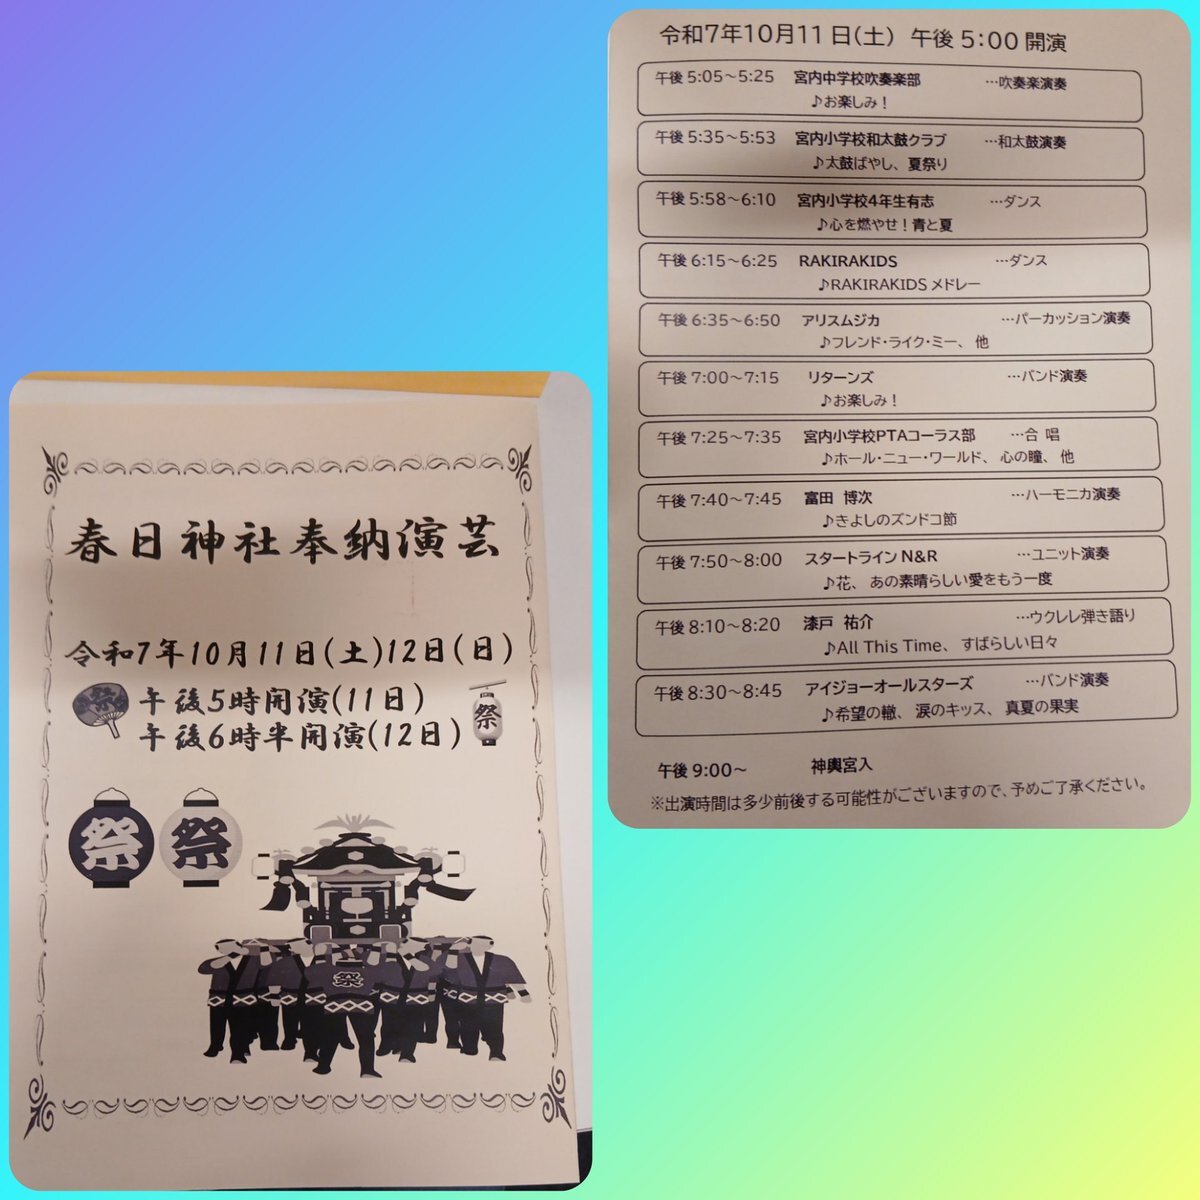 春日神社奉納演芸
令和7年10月11日(土)12日(日)
祭
午後5時開演(11日)
午後6時半開演(12日)
祭
祭 祭
祭
令和7年10月11日(土) 午後 5:00 開演
午後 5:05～5:25 宮内中学校吹奏楽部 …吹奏楽演奏
♪お楽しみ！
午後 5:35～5:53 宮内小学校和太鼓クラブ …和太鼓演奏
♪太鼓ばやし、夏祭り
午後 5:58～6:10 宮内小学校4年生有志 …ダンス
♪心を燃やせ！青と夏
午後 6:15～6:25 RAKIRAKIDS …ダンス
♪RAKIRAKIDS メドレー
午後 6:35～6:50 アリスムジカ …パーカッション演奏
♪フレンド・ライク・ミー、他
午後 7:00～7:15 リターンズ …バンド演奏
♪お楽しみ！
午後 7:25～7:35 宮内小学校PTAコーラス部 …合 唱
♪ホール・ニュー・ワールド、心の瞳、他
午後 7:40～7:45 富田 博次 …ハーモニカ演奏
♪きよしのズンドコ節
午後 7:50～8:00 スタートライン N&R …ユニット演奏
♪花、あの素晴らしい愛をもう一度
午後 8:10～8:20 漆戸 祐介 …ウクレレ弾き語り
♪All This Time、すばらしい日々
午後 8:30～8:45 アイジョーオールスターズ …バンド演奏
♪希望の轍、涙のキッス、真夏の果実
午後 9:00～ 神輿宮入
※出演時間は多少前後する可能性がございますので、予めご了承ください。